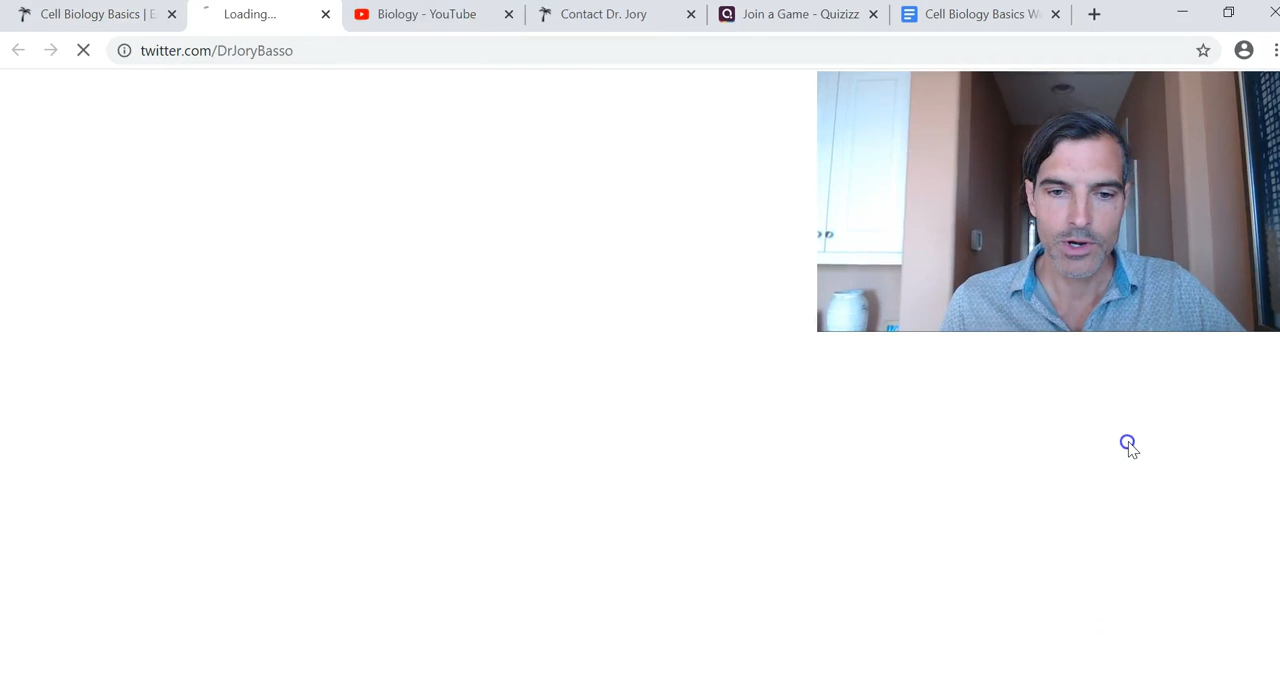 Cell Biology Basics | E
Loading...
Biology - YouTube
Contact Dr. Jory
Join a Game - Quizizz
Cell Biology Basics W
twitter.com/DrJoryBasso